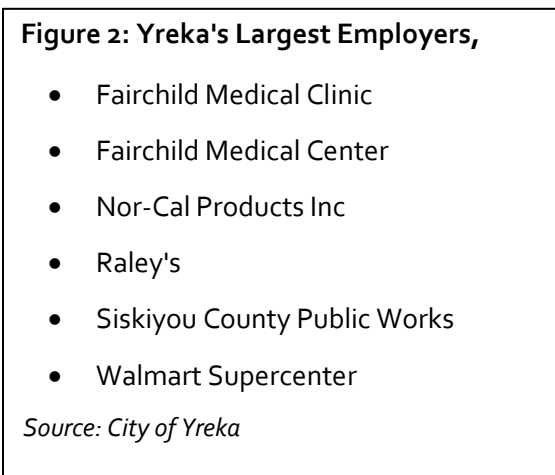 Figure 2: Yreka's Largest Employers,
• Fairchild Medical Clinic
• Fairchild Medical Center
• Nor-Cal Products Inc
• Raley's
• Siskiyou County Public Works
• Walmart Supercenter
Source: City of Yreka